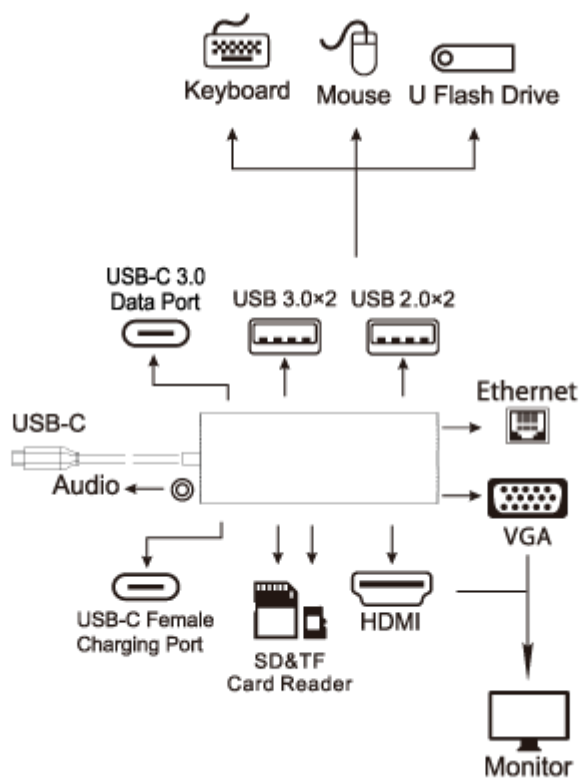 Keyboard
Mouse
U Flash Drive
USB-C 3.0
Data Port
USB 3.0×2
USB 2.0×2
Ethernet
USB-C
Audio
VGA
USB-C Female
Charging Port
SD&TF
Card Reader
HDMI
Monitor